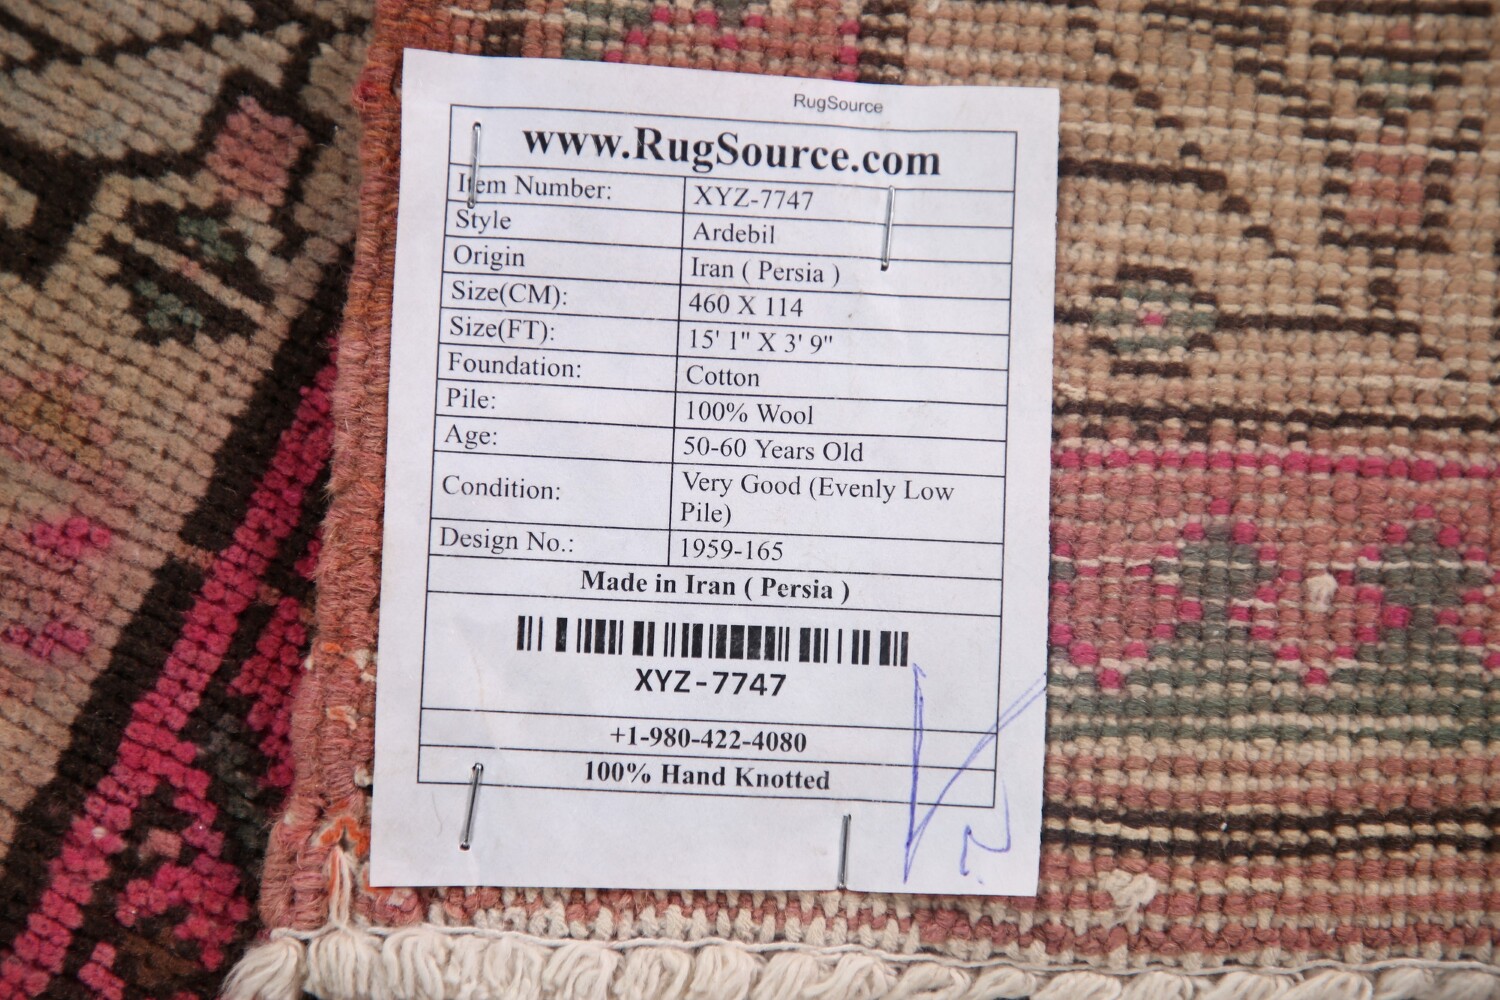 RugSource
www.RugSource.com
Item Number: XYZ-7747
Style Ardebil
Origin Iran ( Persia )
Size(CM): 460 X 114
Size(FT): 15' 1" X 3' 9"
Foundation: Cotton
Pile: 100% Wool
Age: 50-60 Years Old
Condition: Very Good (Evenly Low
Pile)
Design No.: 1959-165
Made in Iran ( Persia )
XYZ-7747
+1-980-422-4080
100% Hand Knotted